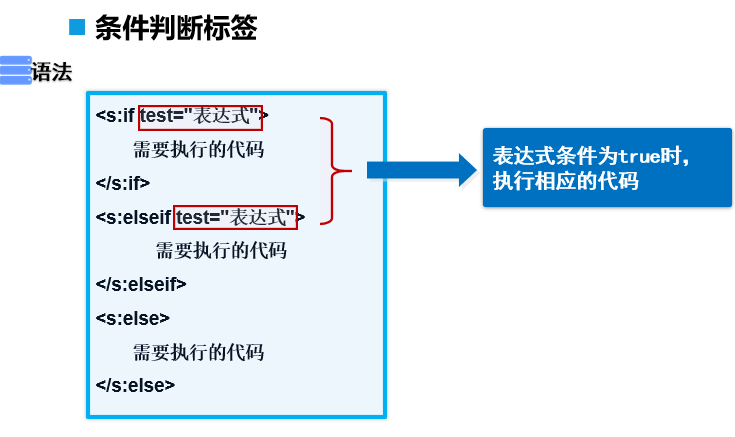 条件判断标签
语法
<s:if test="表达式">
需要执行的代码
</s:if>
<s:elseif test="表达式">
需要执行的代码
</s:elseif>
<s:else>
需要执行的代码
</s:else>
表达式条件为true时，
执行相应的代码